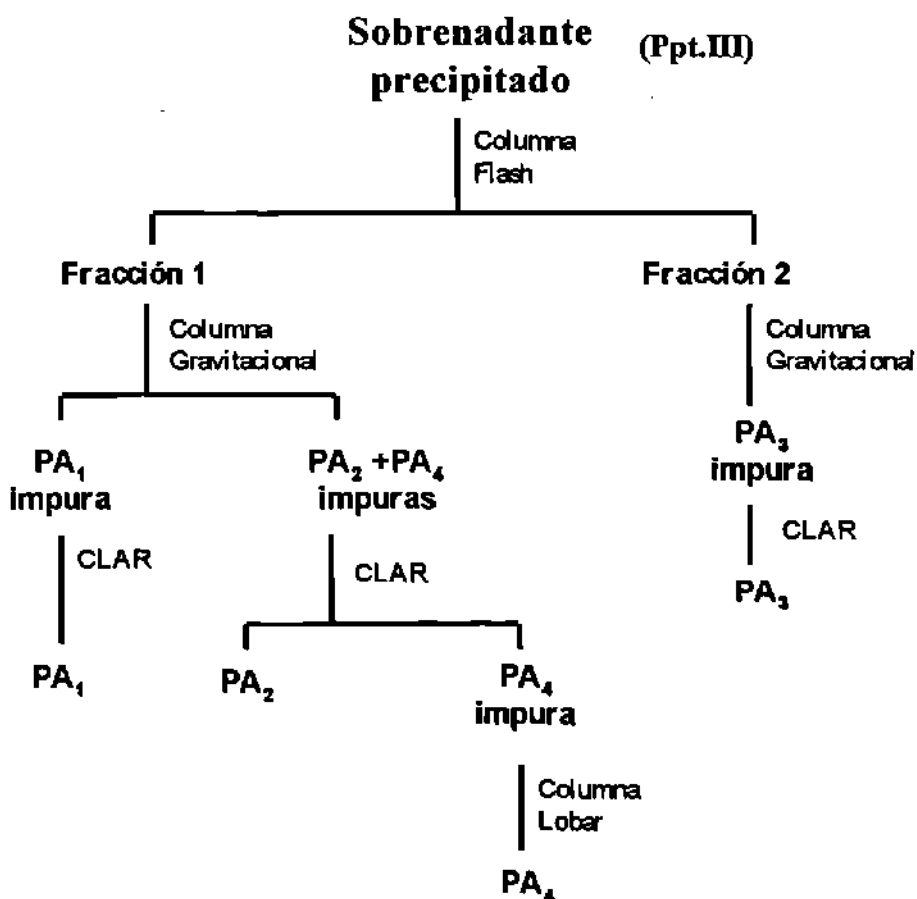 Sobrenadante (Ppt.III)
precipitado
Columna
Flash
Fracción 1
Fracción 2
Columna
Gravitacional
Columna
Gravitacional
PA₁
impura
PA₂ +PA₄
impuras
PA₃
impura
CLAR
CLAR
CLAR
PA₃
PA₁
PA₂
PA₄
impura
Columna
Lobar
PA₄